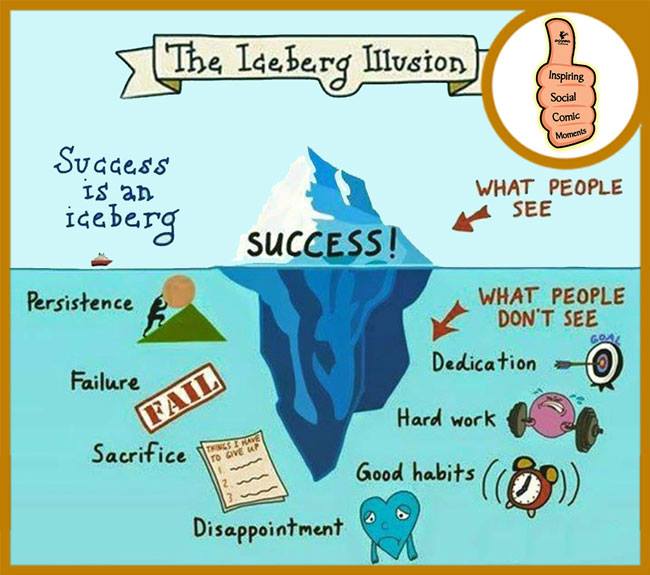 The Iceberg Illusion
Inspiring
Social
Comic
Moments
Success
is an
iceberg
WHAT PEOPLE
SEE
SUCCESS!
WHAT PEOPLE
DON'T SEE
Persistence
GOAL
Dedication
Failure
FAIL
Hard work
Sacrifice
THINGS I HAVE
TO GIVE UP
1.
2.
3.
Good habits
Disappointment